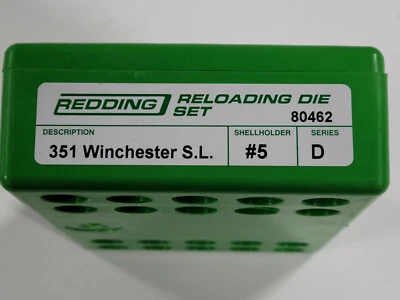 REDDING RELOADING DIE
SET
80462
DESCRIPTION SHELLHOLDER SERIES
351 Winchester S.L. #5 D